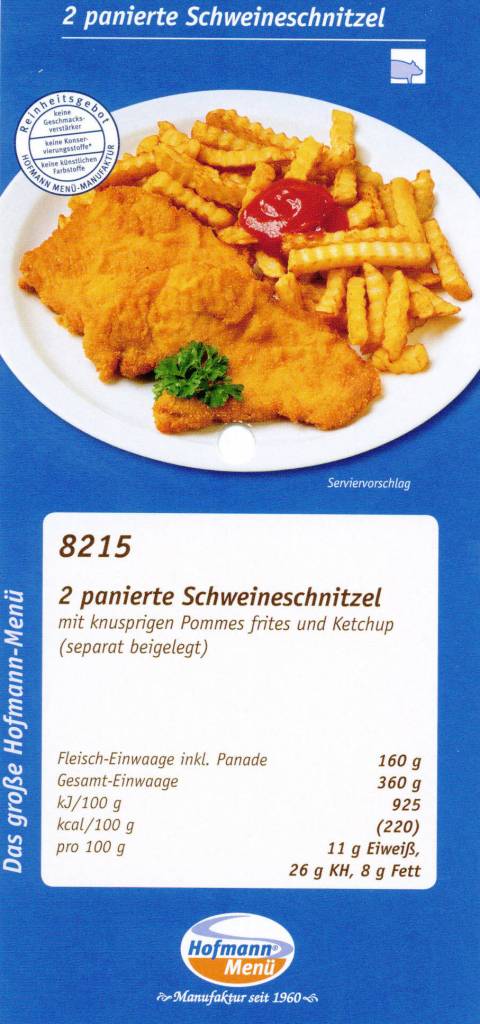 2 panierte Schweineschnitzel
Reinheitsgebot
keine
Geschmacks-
verstärker
keine Konser-
vierungsstoffe*
keine künstlichen
Farbstoffe
HOFMANN MENÜ-MANUFAKTUR
Serviervorschlag
8215
2 panierte Schweineschnitzel
mit knusprigen Pommes frites und Ketchup
(separat beigelegt)
Fleisch-Einwaage inkl. Panade 160 g
Gesamt-Einwaage 360 g
kJ/100 g 925
kcal/100 g (220)
pro 100 g 11 g Eiweiß,
26 g KH, 8 g Fett
Das große Hofmann-Menü
Hofmann®
Menü
Manufaktur seit 1960